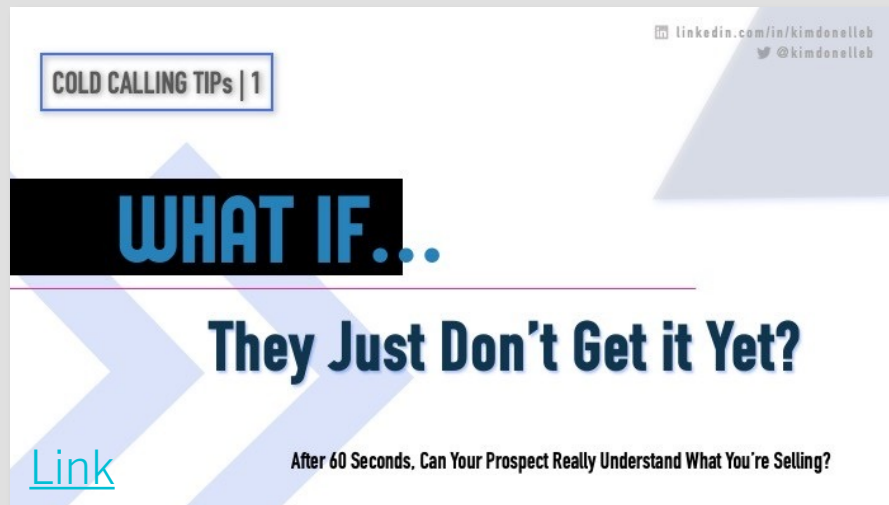 linkedin.com/in/kimdonelleb
@kimdonelleb
COLD CALLING TIPs | 1
WHAT IF...
They Just Don't Get it Yet?
After 60 Seconds, Can Your Prospect Really Understand What You're Selling?
Link